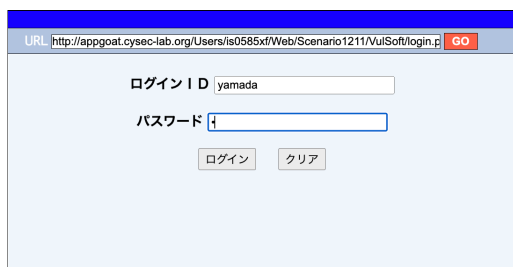 URL http://appgoat.cysec-lab.org/Users/is0585xf/Web/Scenario1211/VulSoft/login.p GO
ログインＩＤ yamada
パスワード •
ログイン クリア